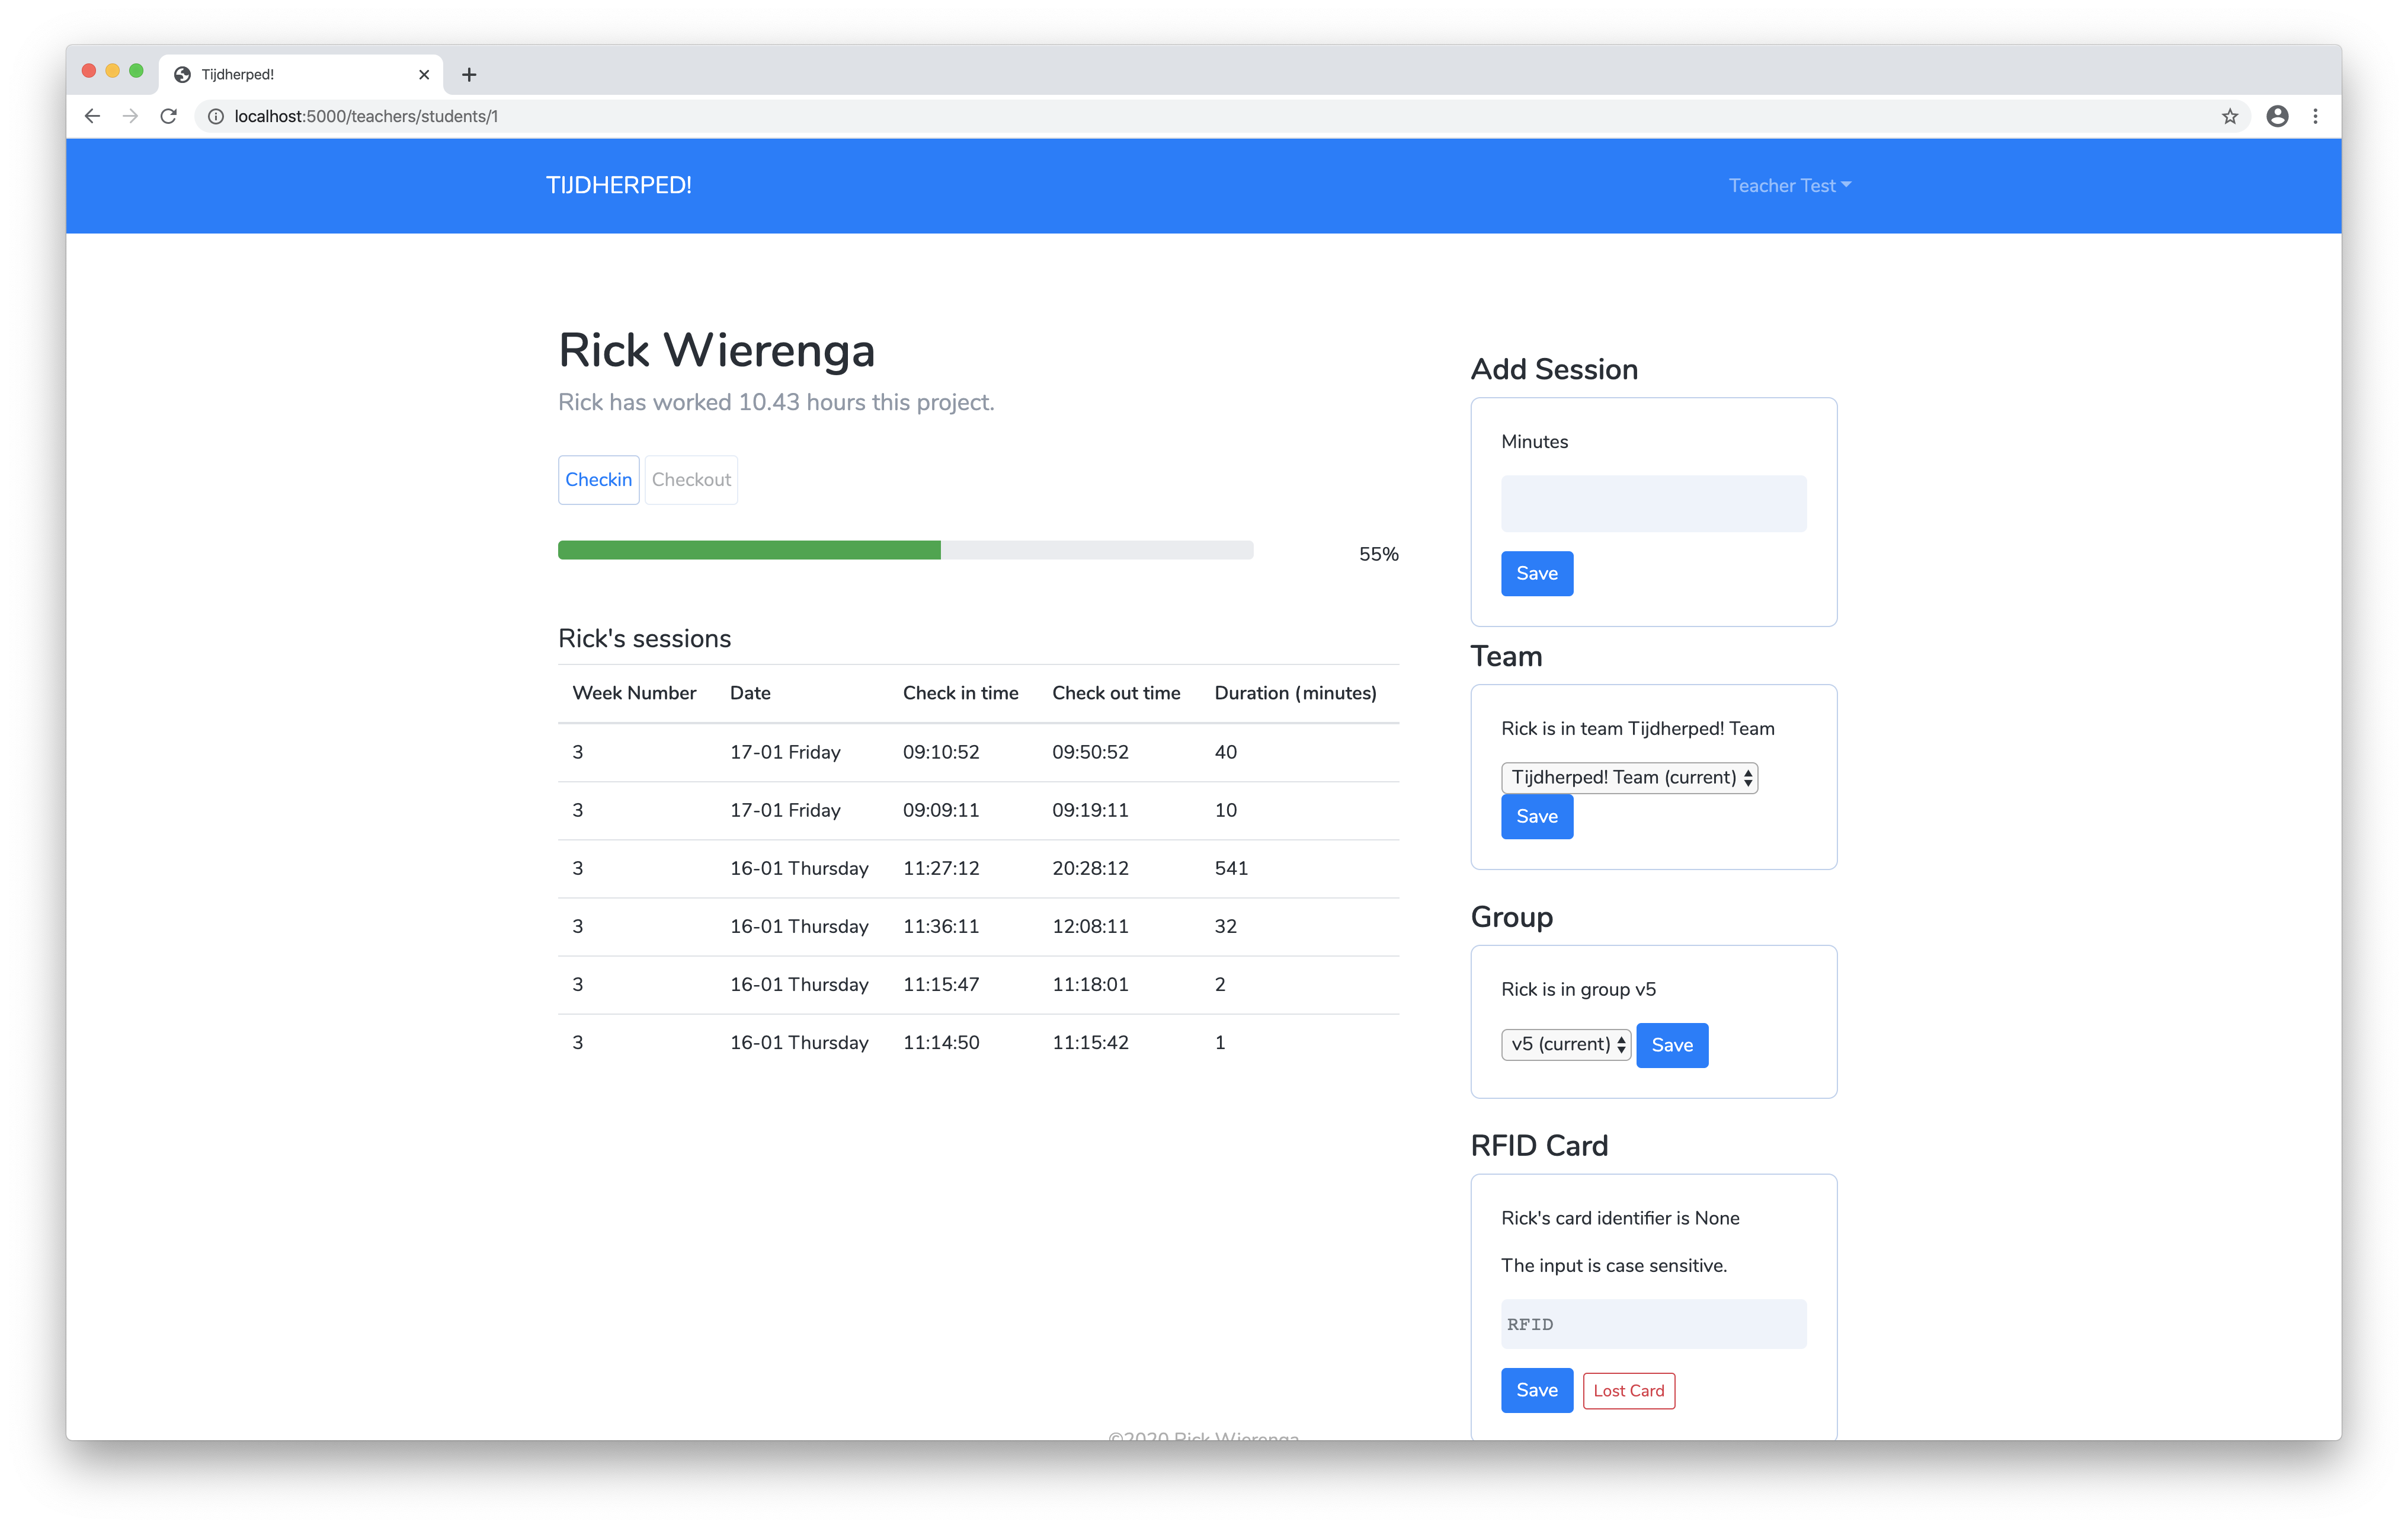 Tijdherped!
localhost:5000/teachers/students/1
TIJDHERPED!
Teacher Test
Rick Wierenga
Rick has worked 10.43 hours this project.
Checkin Checkout
55%
Rick's sessions
Week Number Date Check in time Check out time Duration (minutes)
3 17-01 Friday 09:10:52 09:50:52 40
3 17-01 Friday 09:09:11 09:19:11 10
3 16-01 Thursday 11:27:12 20:28:12 541
3 16-01 Thursday 11:36:11 12:08:11 32
3 16-01 Thursday 11:15:47 11:18:01 2
3 16-01 Thursday 11:14:50 11:15:42 1
Add Session
Minutes
Save
Team
Rick is in team Tijdherped! Team
Tijdherped! Team (current)
Save
Group
Rick is in group v5
v5 (current) Save
RFID Card
Rick's card identifier is None
The input is case sensitive.
RFID
Save Lost Card
©2020 Rick Wierenga